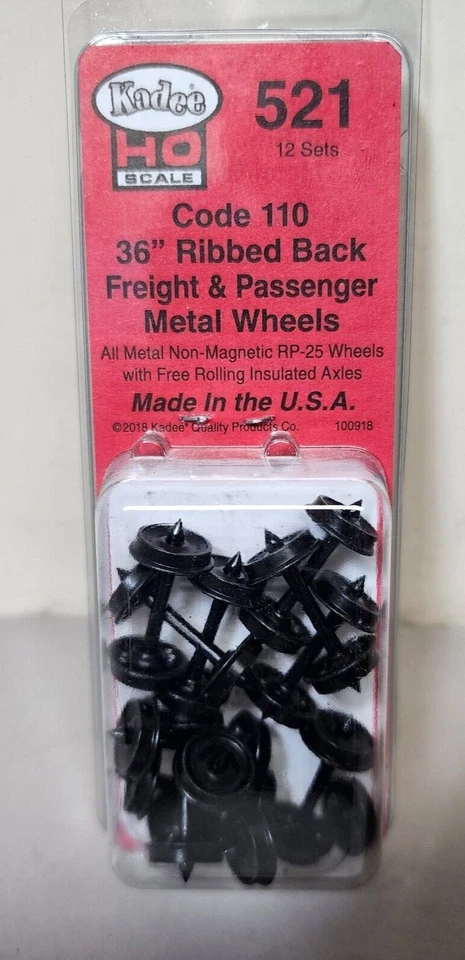 Kadee
HO
SCALE
521
12 Sets
Code 110
36” Ribbed Back
Freight & Passenger
Metal Wheels
All Metal Non-Magnetic RP-25 Wheels
with Free Rolling Insulated Axles
Made In the U.S.A.
©2018 Kadee® Quality Products Co. 100918